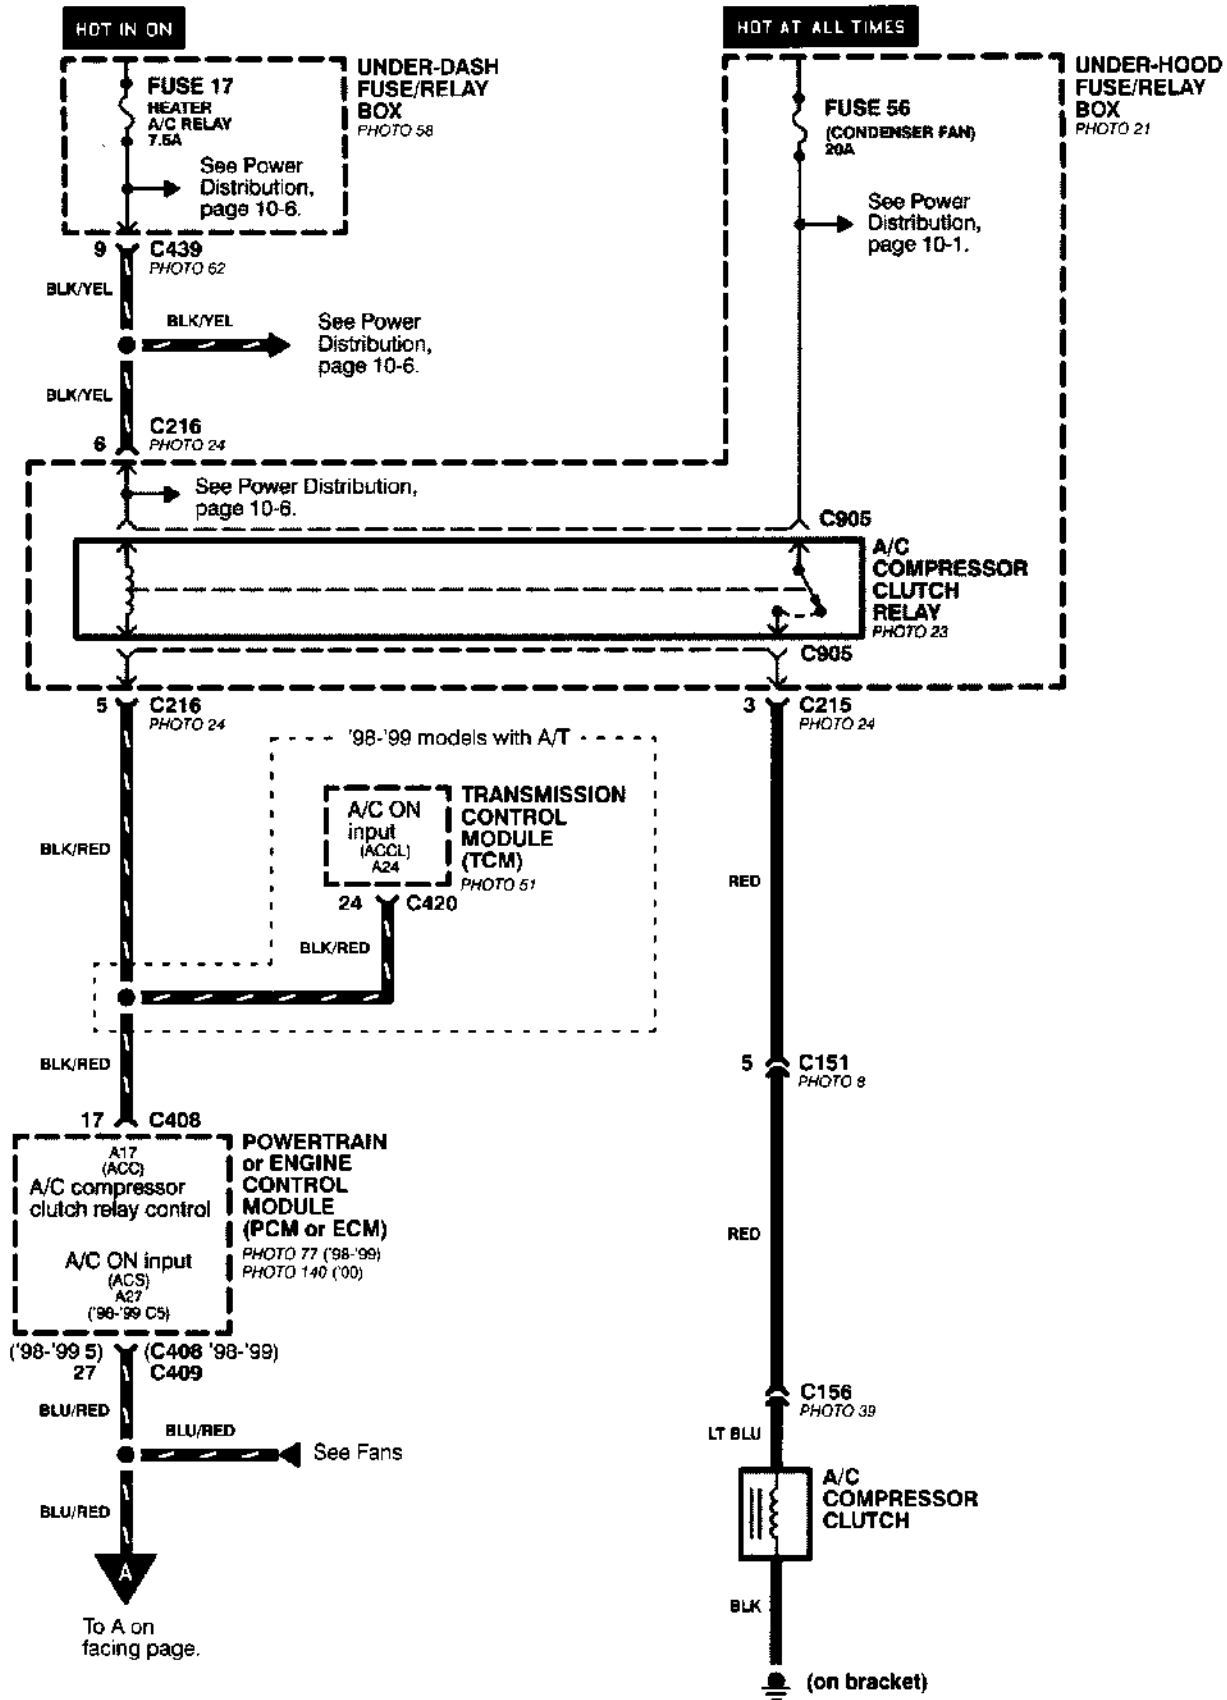 HOT IN ON
HOT AT ALL TIMES
FUSE 17
HEATER
A/C RELAY
7.5A
See Power
Distribution,
page 10-6.
UNDER-DASH
FUSE/RELAY
BOX
PHOTO 58
FUSE 56
(CONDENSER FAN)
20A
See Power
Distribution,
page 10-1.
UNDER-HOOD
FUSE/RELAY
BOX
PHOTO 21
9 C439
PHOTO 62
BLK/YEL
BLK/YEL
See Power
Distribution,
page 10-6.
BLK/YEL
C216
6 PHOTO 24
See Power Distribution,
page 10-6.
C905
A/C
COMPRESSOR
CLUTCH
RELAY
PHOTO 23
C905
5 C216
PHOTO 24
3 C215
PHOTO 24
'98-'99 models with A/T
A/C ON
input
(ACCL)
A24
TRANSMISSION
CONTROL
MODULE
(TCM)
PHOTO 51
24 C420
BLK/RED
BLK/RED
RED
BLK/RED
5 C151
PHOTO 8
17 C408
A17
(ACC)
A/C compressor
clutch relay control
A/C ON input
(ACS)
A27
('98-'99 C5)
POWERTRAIN
or ENGINE
CONTROL
MODULE
(PCM or ECM)
PHOTO 77 ('98-'99)
PHOTO 140 ('00)
RED
('98-'99 5) (C408 '98-'99)
27 C409
BLU/RED
BLU/RED
See Fans
BLU/RED
A
To A on
facing page.
C156
PHOTO 39
LT BLU
A/C
COMPRESSOR
CLUTCH
BLK
(on bracket)